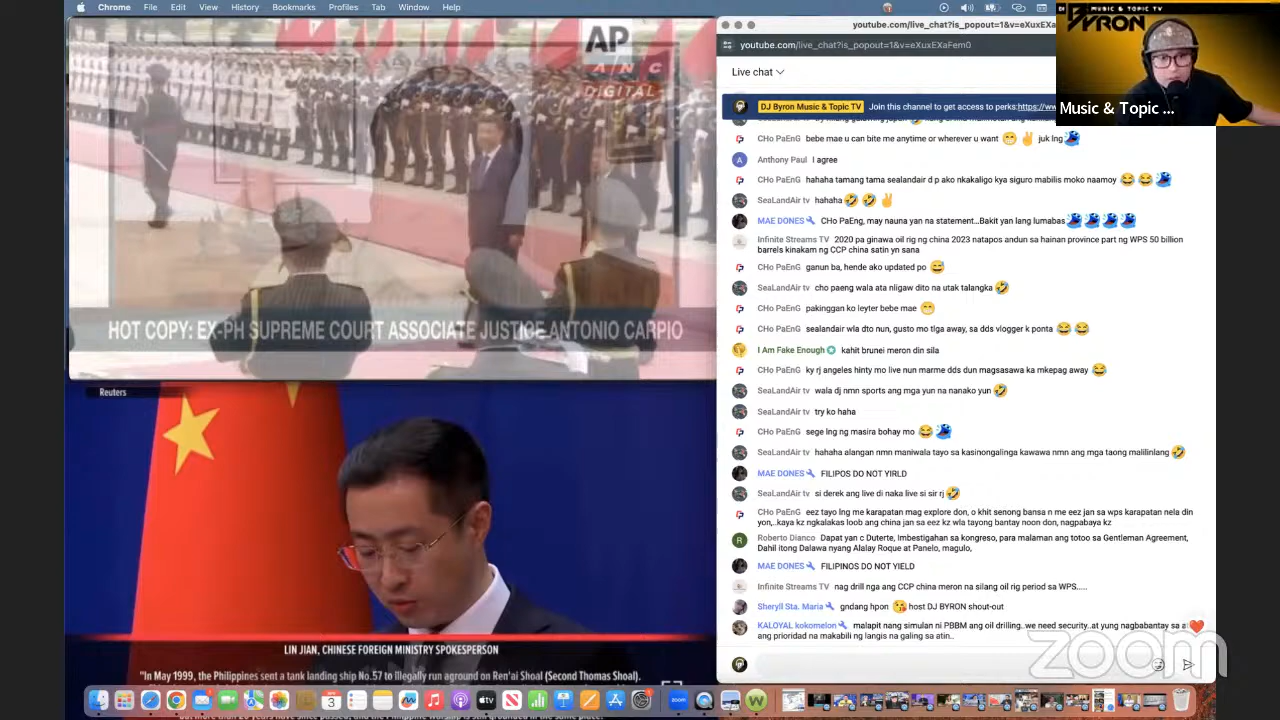 Chrome File Edit View History Bookmarks Profiles Tab Window Help
AP
ANC
DIGITAL
HOT COPY: EX-PH SUPREME COURT ASSOCIATE JUSTICE ANTONIO CARPIO
Reuters
LIN JIAN, CHINESE FOREIGN MINISTRY SPOKESPERSON
"In May 1999, the Philippines sent a tank landing ship No.57 to illegally run aground on Ren'ai Shoal (Second Thomas Shoal).
youtube.com/live_chat?is_popout=1&v=eXuxEXa
youtube.com/live_chat?is_popout=1&v=eXuxEXaFem0
Live chat
DJ Byron Music & Topic TV Join this channel to get access to perks:https://ww
CHo PaEnG bebe mae u can bite me anytime or wherever u want 😁 ✌ juk lng
Anthony Paul I agree
CHo PaEnG hahaha tamang tama sealandair d p ako nkakaligo kya siguro mabilis moko naamoy 😂 😂
SeaLandAir tv hahaha 🤣 🤣 ✌
MAE DONES CHo PaEng, may nauna yan na statement...Bakit yan lang lumabas
Infinite Streams TV 2020 pa ginawa oil rig ng china 2023 natapos andun sa hainan province part ng WPS 50 billion
barrels kinakam ng CCP china satin yn sana
CHo PaEnG ganun ba, hende ako updated po 😅
SeaLandAir tv cho paeng wala ata nligaw dito na utak talangka 🤣
CHo PaEnG pakinggan ko leyter bebe mae 😁
CHo PaEnG sealandair wla dto nun, gusto mo tlga away, sa dds vlogger k ponta 😂 😂
I Am Fake Enough kahit brunei meron din sila
CHo PaEnG ky rj angeles hinty mo live nun marme dds dun magsasawa ka mkepag away 😂
SeaLandAir tv wala dj nmn sports ang mga yun na nanako yun 🤣
SeaLandAir tv try ko haha
CHo PaEnG sege lng ng masira bohay mo 😂
SeaLandAir tv hahaha alangan nmn maniwala tayo sa kasinongalinga kawawa nmn ang mga taong malilinlang 🤣
MAE DONES FILIPOS DO NOT YIRLD
SeaLandAir tv si derek ang live di naka live si sir rj 🤣
CHo PaEnG eez tayo lng me karapatan mag explore don, o khit senong bansa n me eez jan sa wps karapatan nela din
yon,..kaya kz ngkalakas loob ang china jan sa eez kz wla tayong bantay noon don, nagpabaya kz
Roberto Dianco Dapat yan c Duterte, Imbestigahan sa kongreso, para malaman ang totoo sa Gentleman Agreement,
Dahil itong Dalawa nyang Alalay Roque at Panelo, magulo,
MAE DONES FILIPINOS DO NOT YIELD
Infinite Streams TV nag drill nga ang CCP china meron na silang oil rig period sa WPS.....
Sheryll Sta. Maria gndang hpon 😘 host DJ BYRON shout-out
KALOYAL kokomelon malapit nang simulan ni PBBM ang oil drilling..we need security..at yung nagbabantay sa at
ang prioridad na makabili ng langis na galing sa atin..
MUSIC & TOPIC TV
BYRON
Music & Topic ...
zoom